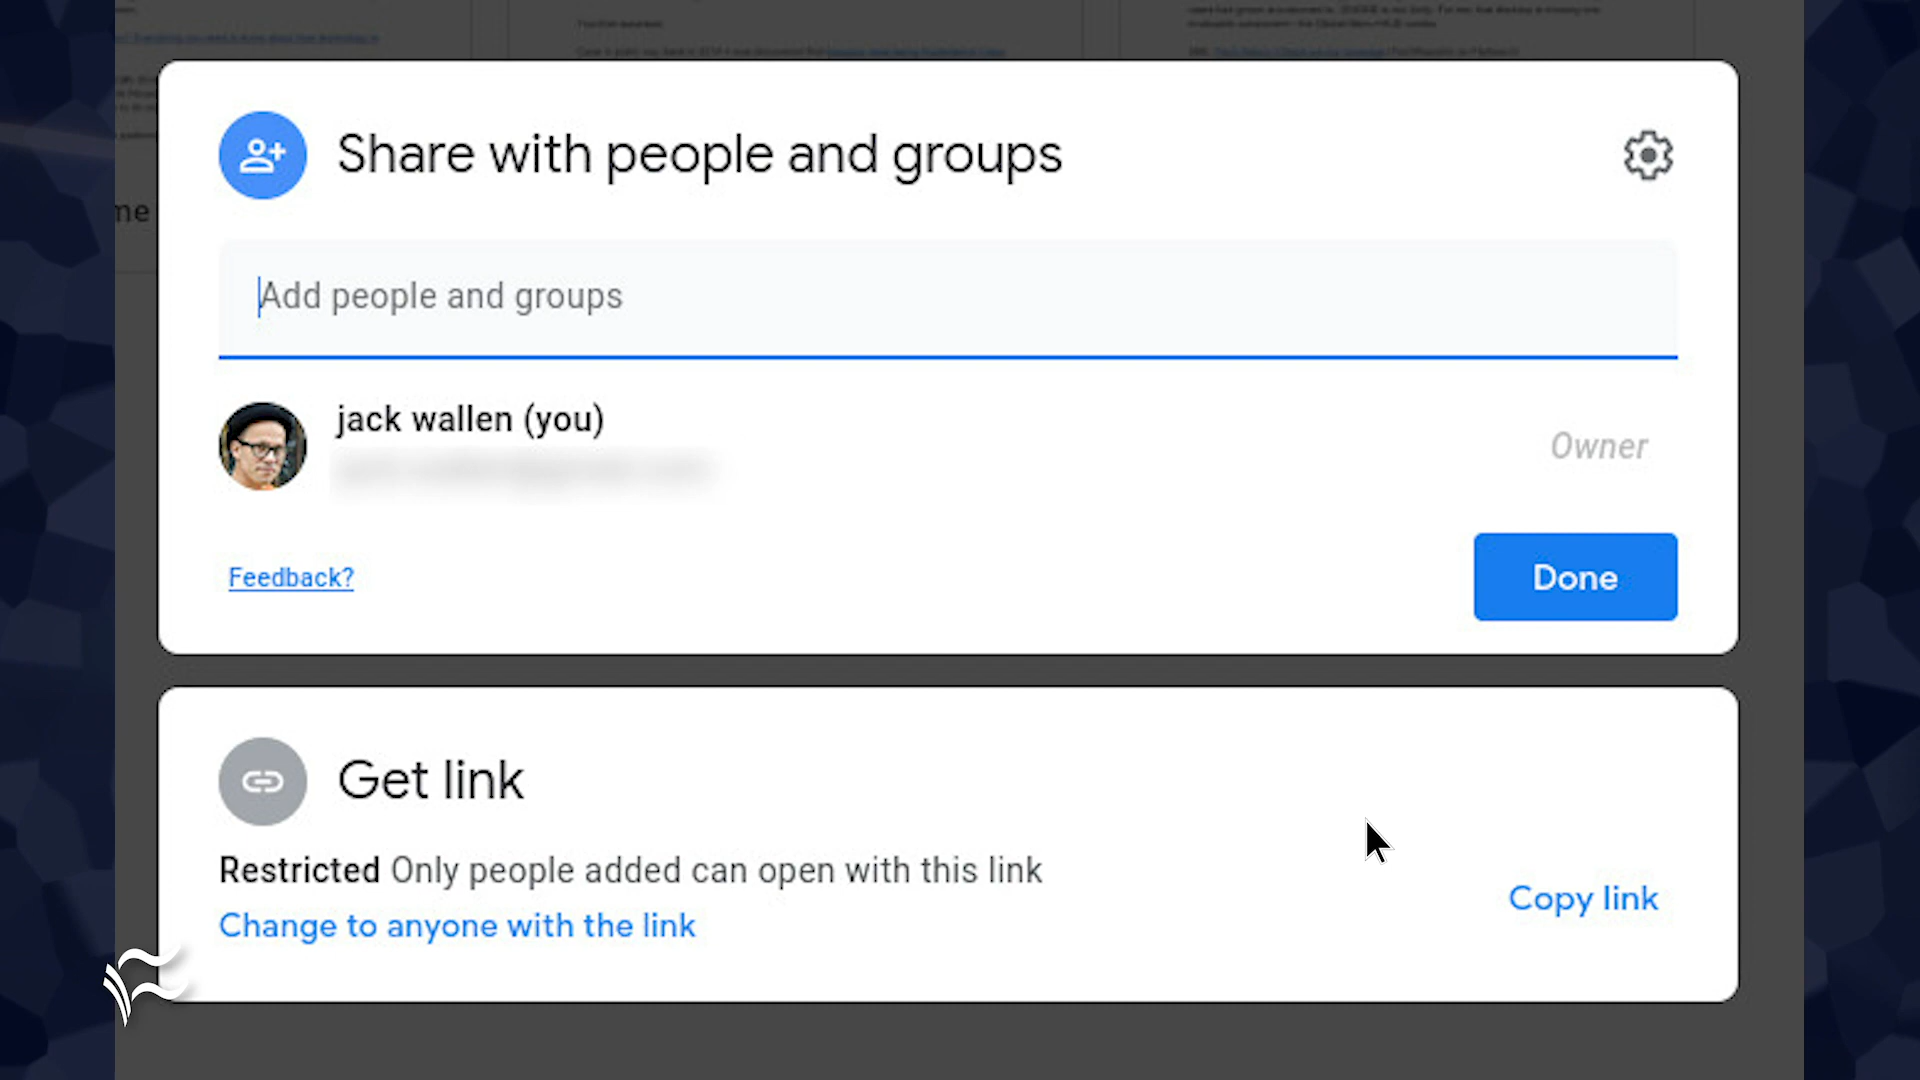 me
Share with people and groups
Add people and groups
jack wallen (you)
Owner
Feedback?
Done
Get link
Restricted Only people added can open with this link
Change to anyone with the link
Copy link